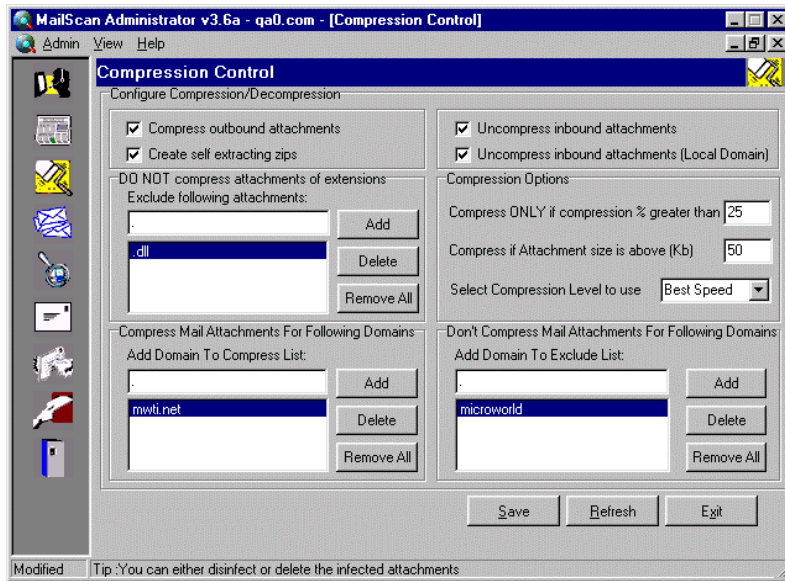 MailScan Administrator v3.6a - qa0.com - [Compression Control]
Admin View Help
Compression Control
Configure Compression/Decompression
Compress outbound attachments
Create self extracting zips
Uncompress inbound attachments
Uncompress inbound attachments (Local Domain)
DO NOT compress attachments of extensions
Exclude following attachments:
.
Add
.dll
Delete
Remove All
Compression Options
Compress ONLY if compression % greater than 25
Compress if Attachment size is above (Kb) 50
Select Compression Level to use Best Speed
Compress Mail Attachments For Following Domains
Add Domain To Compress List:
.
Add
mwti.net
Delete
Remove All
Don't Compress Mail Attachments For Following Domains
Add Domain To Exclude List:
.
Add
microworld
Delete
Remove All
Save Refresh Exit
Modified Tip :You can either disinfect or delete the infected attachments